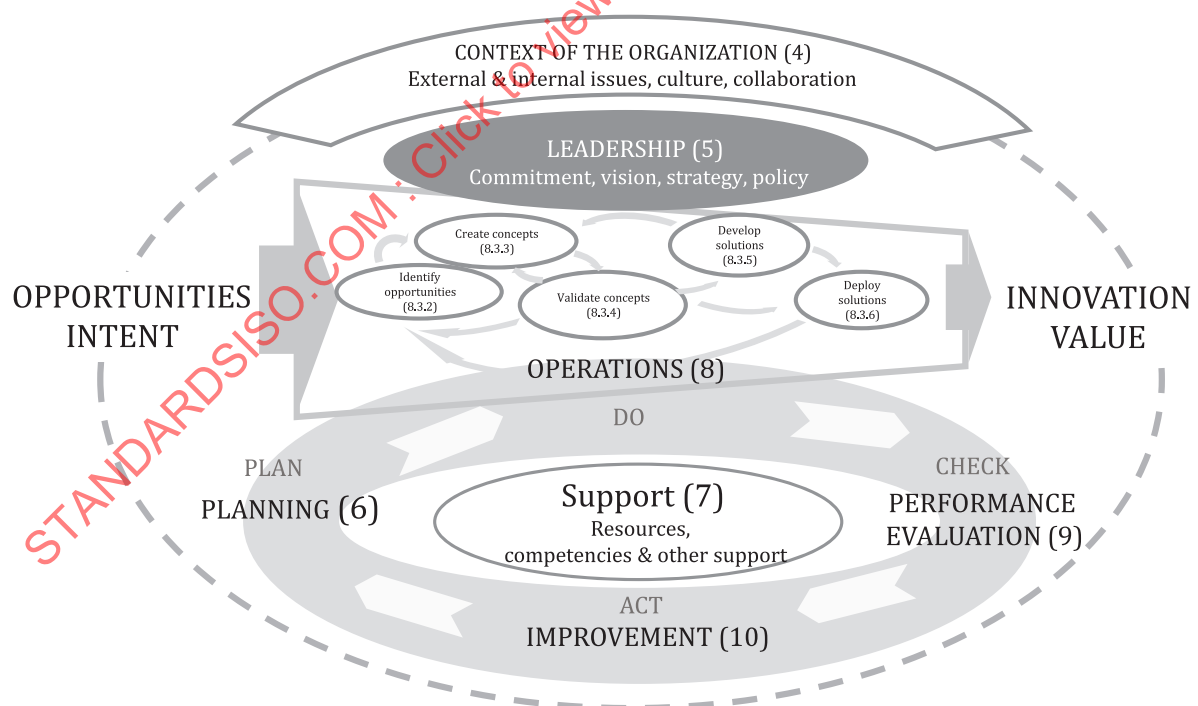 CONTEXT OF THE ORGANIZATION (4)
External & internal issues, culture, collaboration
LEADERSHIP (5)
Commitment, vision, strategy, policy
Create concepts
(8.3.3)
Develop
solutions
(8.3.5)
Identify
opportunities
(8.3.2)
Validate concepts
(8.3.4)
Deploy
solutions
(8.3.6)
OPPORTUNITIES
INTENT
INNOVATION
VALUE
OPERATIONS (8)
DO
PLAN
PLANNING (6)
CHECK
PERFORMANCE
EVALUATION (9)
Support (7)
Resources,
competencies & other support
ACT
IMPROVEMENT (10)
STANDARDSISO.COM : Click to view